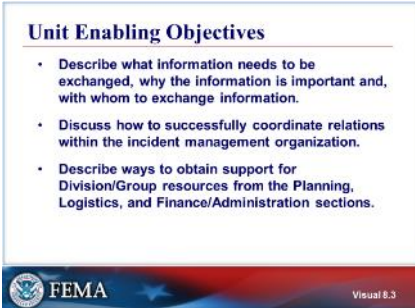 Unit Enabling Objectives
• Describe what information needs to be
exchanged, why the information is important and,
with whom to exchange information.
• Discuss how to successfully coordinate relations
within the incident management organization.
• Describe ways to obtain support for
Division/Group resources from the Planning,
Logistics, and Finance/Administration sections.
FEMA
Visual 8.3